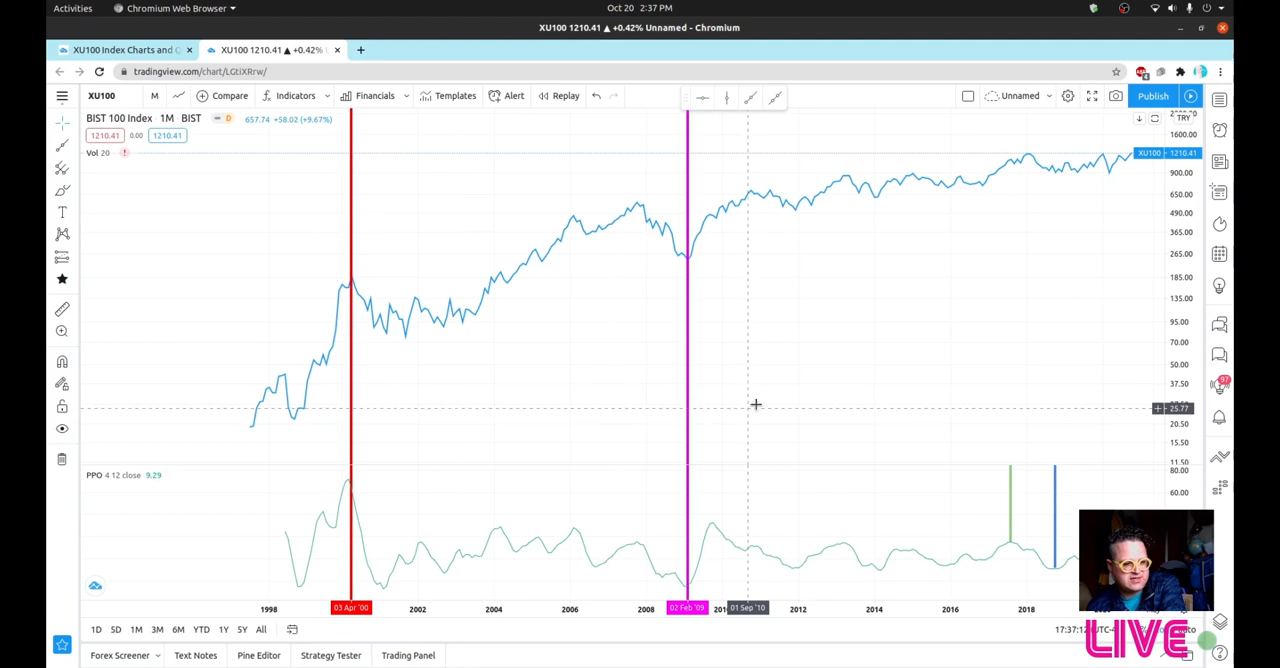 Activities Chromium Web Browser Oct 20 2:37 PM
XU100 1210.41 ▲ +0.42% Unnamed - Chromium
XU100 Index Charts and Q XU100 1210.41 ▲ +0.42%
tradingview.com/chart/LGtiXRrw/
XU100 M Compare Indicators Financials Templates Alert Replay Unnamed Publish
BIST 100 Index · 1M · BIST D 657.74 +58.02 (+9.67%)
1210.41 0.00 1210.41
Vol 20
TRY
1600.00
XU100 1210.41
900.00
650.00
490.00
365.00
265.00
185.00
135.00
95.00
70.00
50.00
37.50
97
25.77
20.50
15.50
11.50
PPO 4 12 close 9.29
80.00
60.00
1998 03 Apr '00 2002 2004 2006 2008 02 Feb '09 01 Sep '10 2012 2014 2016 2018
1D 5D 1M 3M 6M YTD 1Y 5Y All 17:37:12
LIVE
Forex Screener Text Notes Pine Editor Strategy Tester Trading Panel